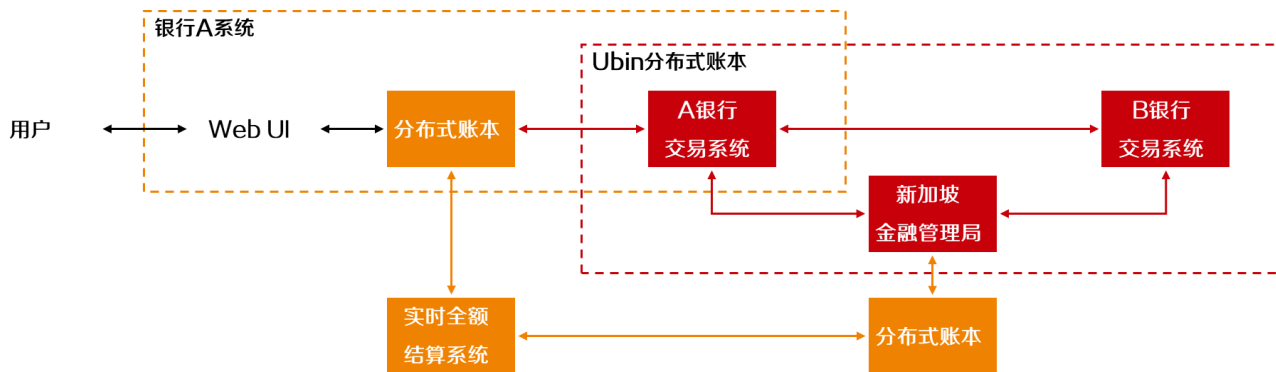 银行A系统
Ubin分布式账本
用户
Web UI
分布式账本
A银行
交易系统
B银行
交易系统
新加坡
金融管理局
实时全额
结算系统
分布式账本